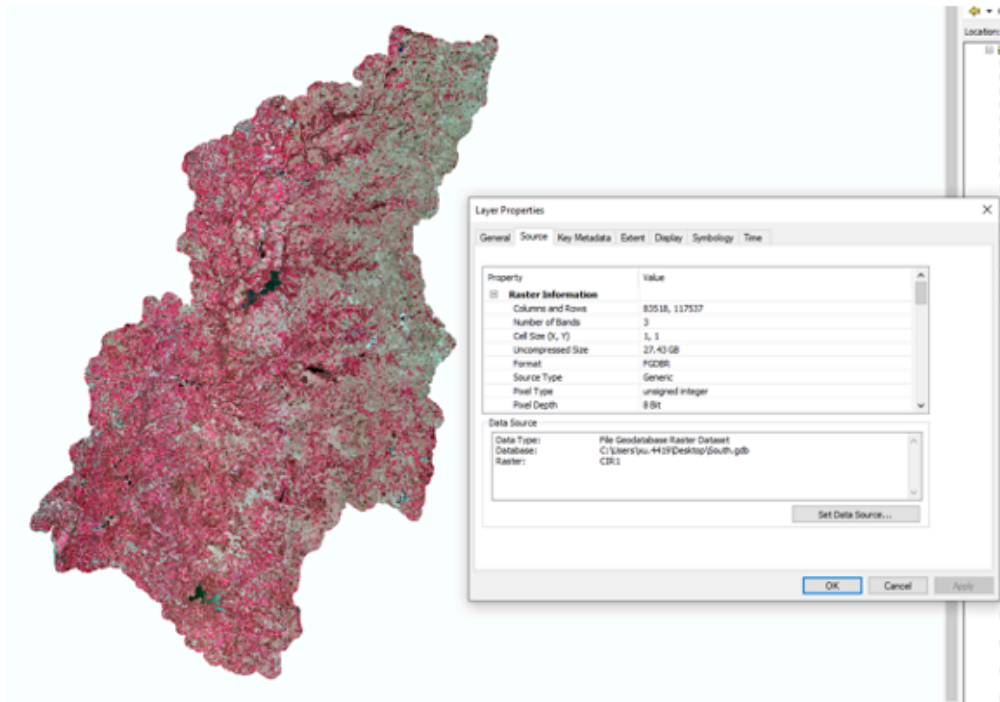 Location:
Layer Properties
General Source Key Metadata Extent Display Symbology Time
Property Value
Raster Information
Columns and Rows 83518, 117537
Number of Bands 3
Cell Size (X, Y) 1, 1
Uncompressed Size 27.43 GB
Format FGDBR
Source Type Generic
Pixel Type unsigned integer
Pixel Depth 8 Bit
Data Source
Data Type: File Geodatabase Raster Dataset
Database: C:\Users\xu.4419\Desktop\South.gdb
Raster: CIR1
Set Data Source...
OK Cancel Apply